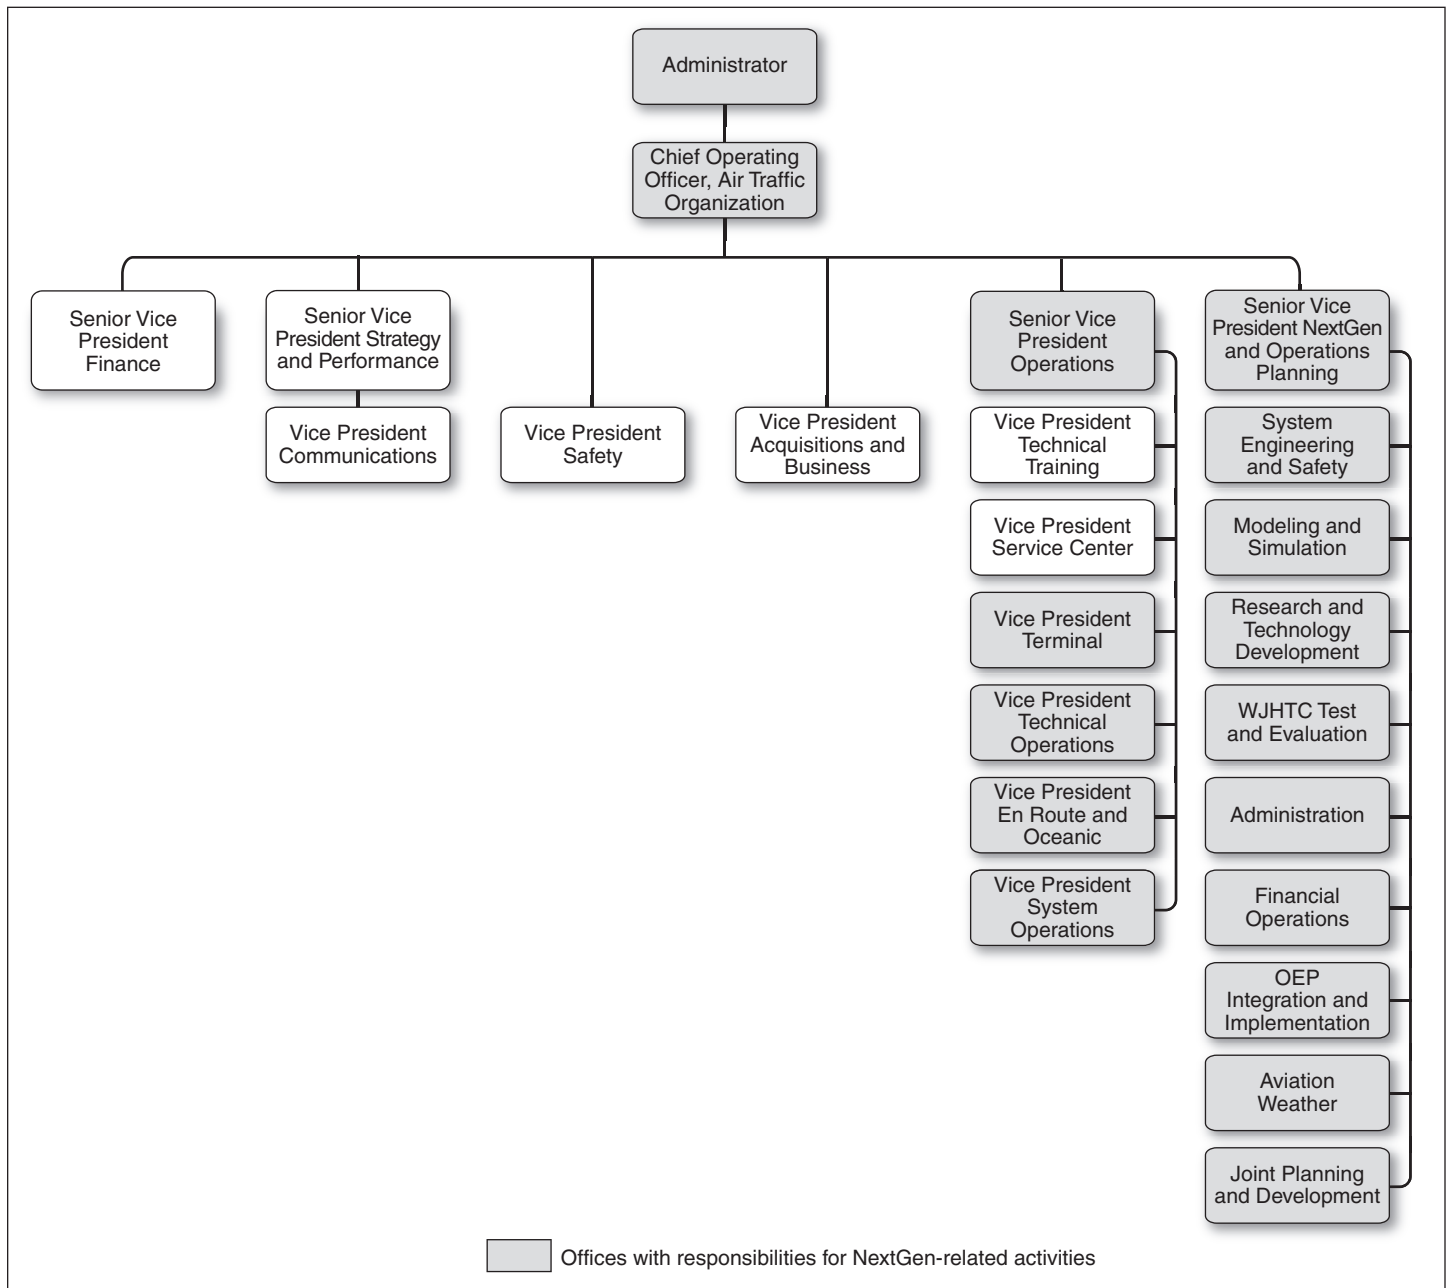 Administrator
Chief Operating
Officer, Air Traffic
Organization
Senior Vice
President
Finance
Senior Vice
President Strategy
and Performance
Vice President
Communications
Vice President
Safety
Vice President
Acquisitions and
Business
Senior Vice
President
Operations
Vice President
Technical
Training
Vice President
Service Center
Vice President
Terminal
Vice President
Technical
Operations
Vice President
En Route and
Oceanic
Vice President
System
Operations
Senior Vice
President NextGen
and Operations
Planning
System
Engineering
and Safety
Modeling and
Simulation
Research and
Technology
Development
WJHTC Test
and Evaluation
Administration
Financial
Operations
OEP
Integration and
Implementation
Aviation
Weather
Joint Planning
and Development
Offices with responsibilities for NextGen-related activities